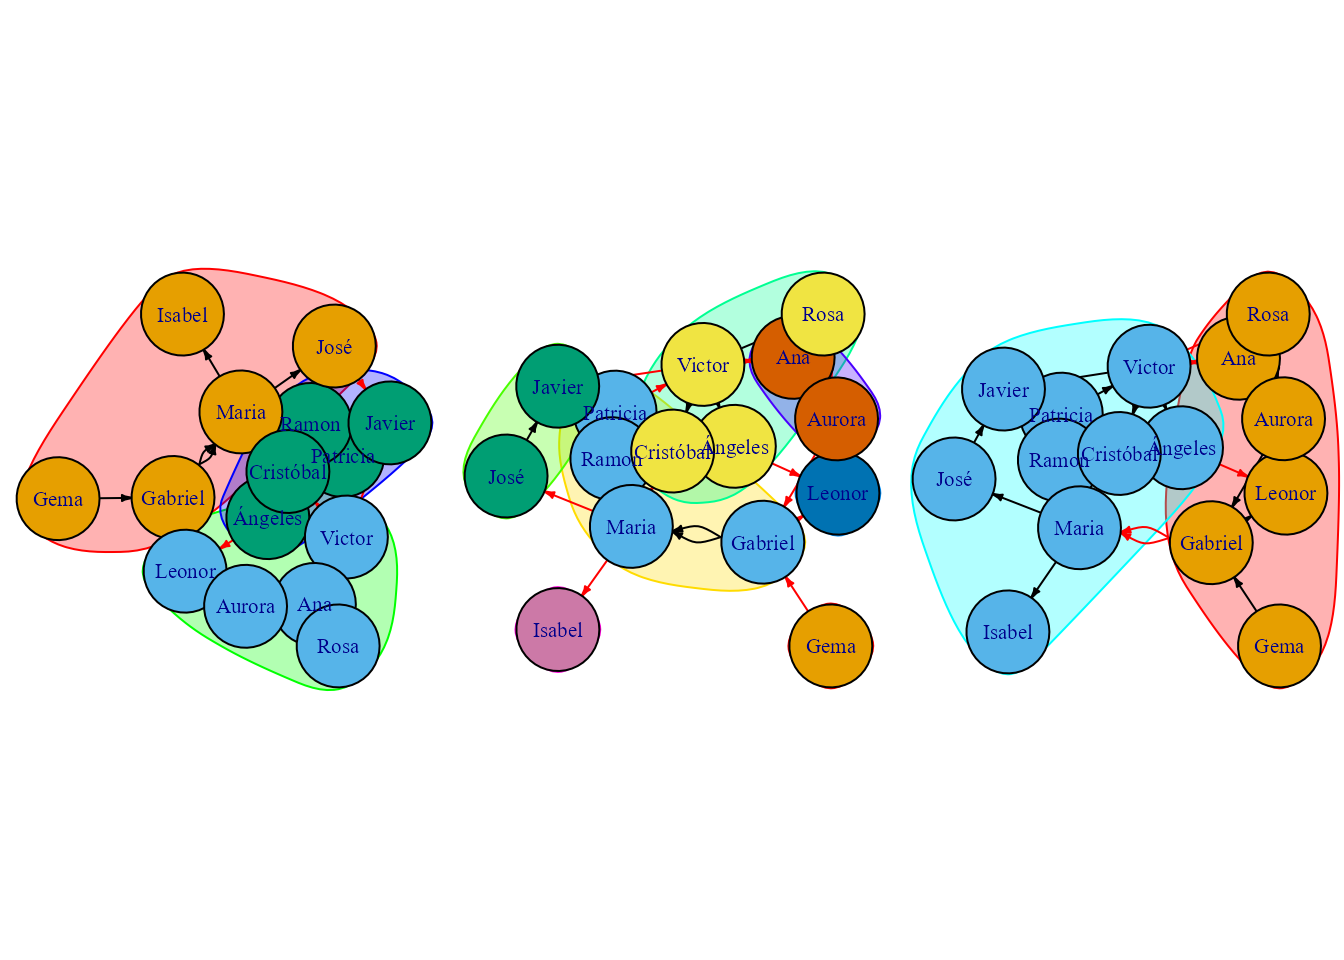 Isabel
José
Maria
Ramon
Javier
Patricia
Cristóbal
Gema
Gabriel
Ángeles
Victor
Leonor
Aurora
Ana
Rosa
Rosa
Victor
Ana
Javier
Patricia
Aurora
Ramon
Cristóbal
Ángeles
José
Leonor
Maria
Gabriel
Isabel
Gema
Rosa
Ana
Victor
Javier
Patricia
Aurora
Ramon
Cristóbal
Ángeles
José
Leonor
Maria
Gabriel
Isabel
Gema